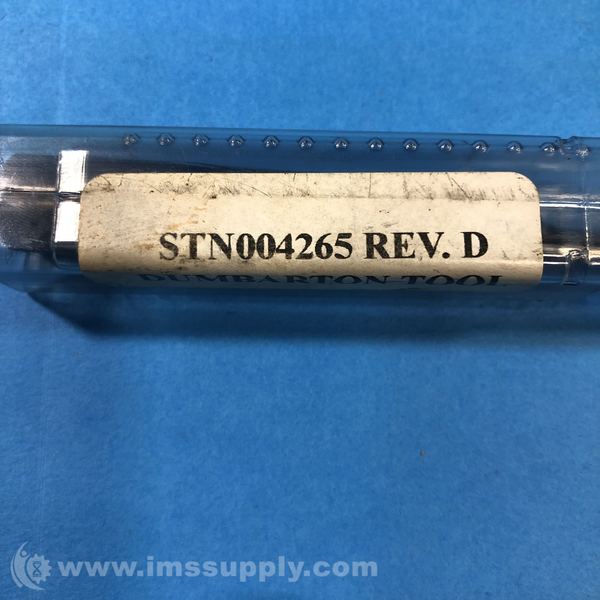 STN004265 REV. D
DUMBARTON TOOL
www.imssupply.com